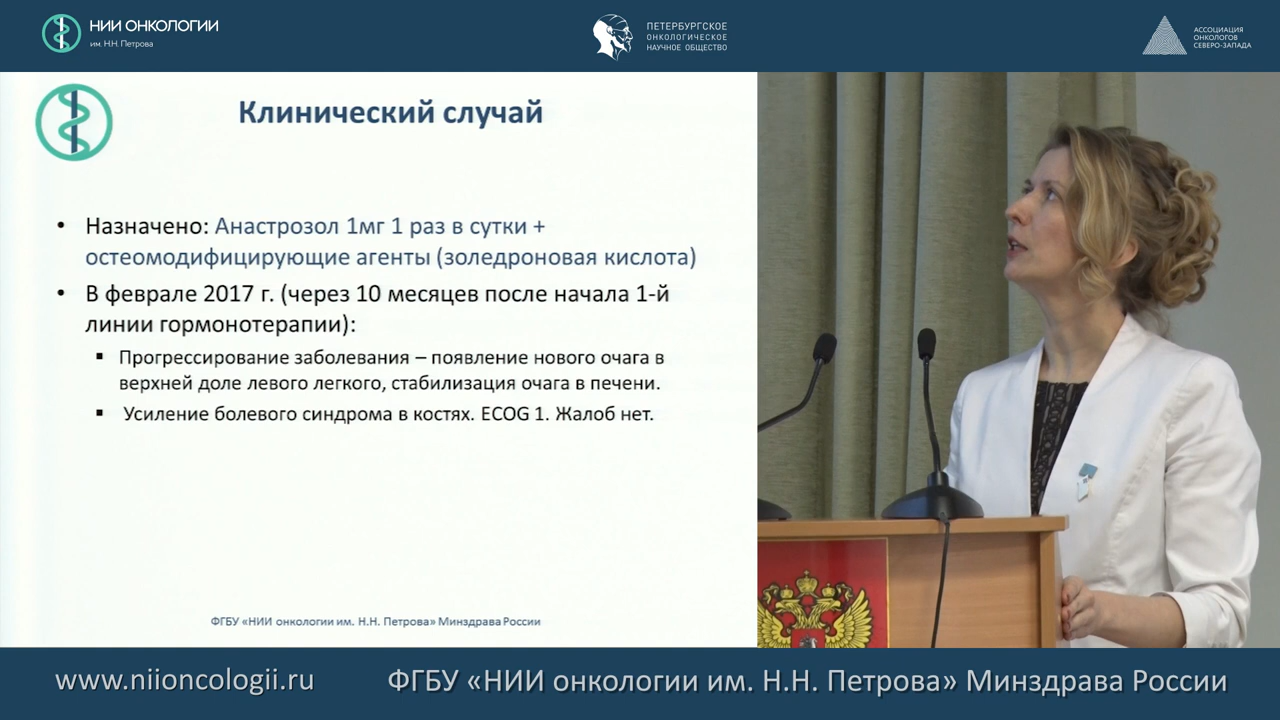 НИИ ОНКОЛОГИИ
им. Н.Н. Петрова
ПЕТЕРБУРГСКОЕ
ОНКОЛОГИЧЕСКОЕ
НАУЧНОЕ ОБЩЕСТВО
АССОЦИАЦИЯ
ОНКОЛОГОВ
СЕВЕРО-ЗАПАДА
Клинический случай
• Назначено: Анастрозол 1мг 1 раз в сутки +
остеомодифицирующие агенты (золедроновая кислота)
• В феврале 2017 г. (через 10 месяцев после начала 1-й
линии гормонотерапии):
▪ Прогрессирование заболевания – появление нового очага в
верхней доле левого легкого, стабилизация очага в печени.
▪ Усиление болевого синдрома в костях. ECOG 1. Жалоб нет.
ФГБУ «НИИ онкологии им. Н.Н. Петрова» Минздрава России
www.niioncologii.ru
ФГБУ «НИИ онкологии им. Н.Н. Петрова» Минздрава России